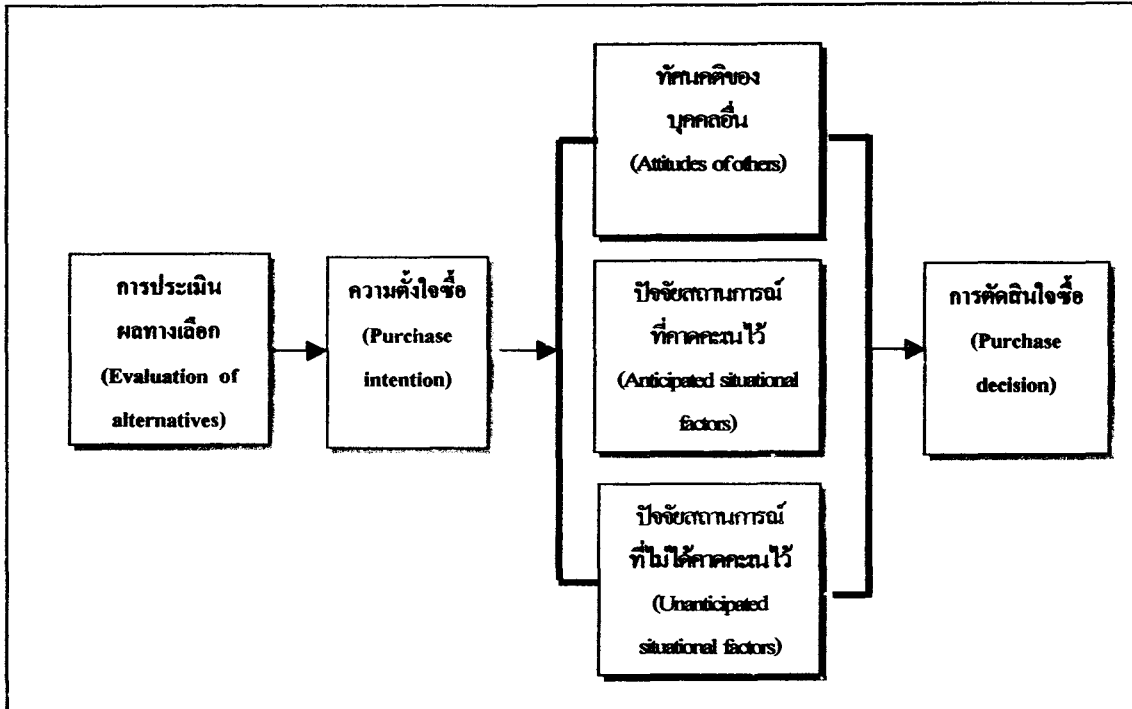 การประเมิน
ผลทางเลือก
(Evaluation of
alternatives)
ความตั้งใจซื้อ
(Purchase
intention)
ทัศนคติของ
บุคคลอื่น
(Attitudes of others)
ปัจจัยสถานการณ์
ที่คาดคะเนไว้
(Anticipated situational
factors)
ปัจจัยสถานการณ์
ที่ไม่ได้คาดคะเนไว้
(Unanticipated
situational factors)
การตัดสินใจซื้อ
(Purchase
decision)